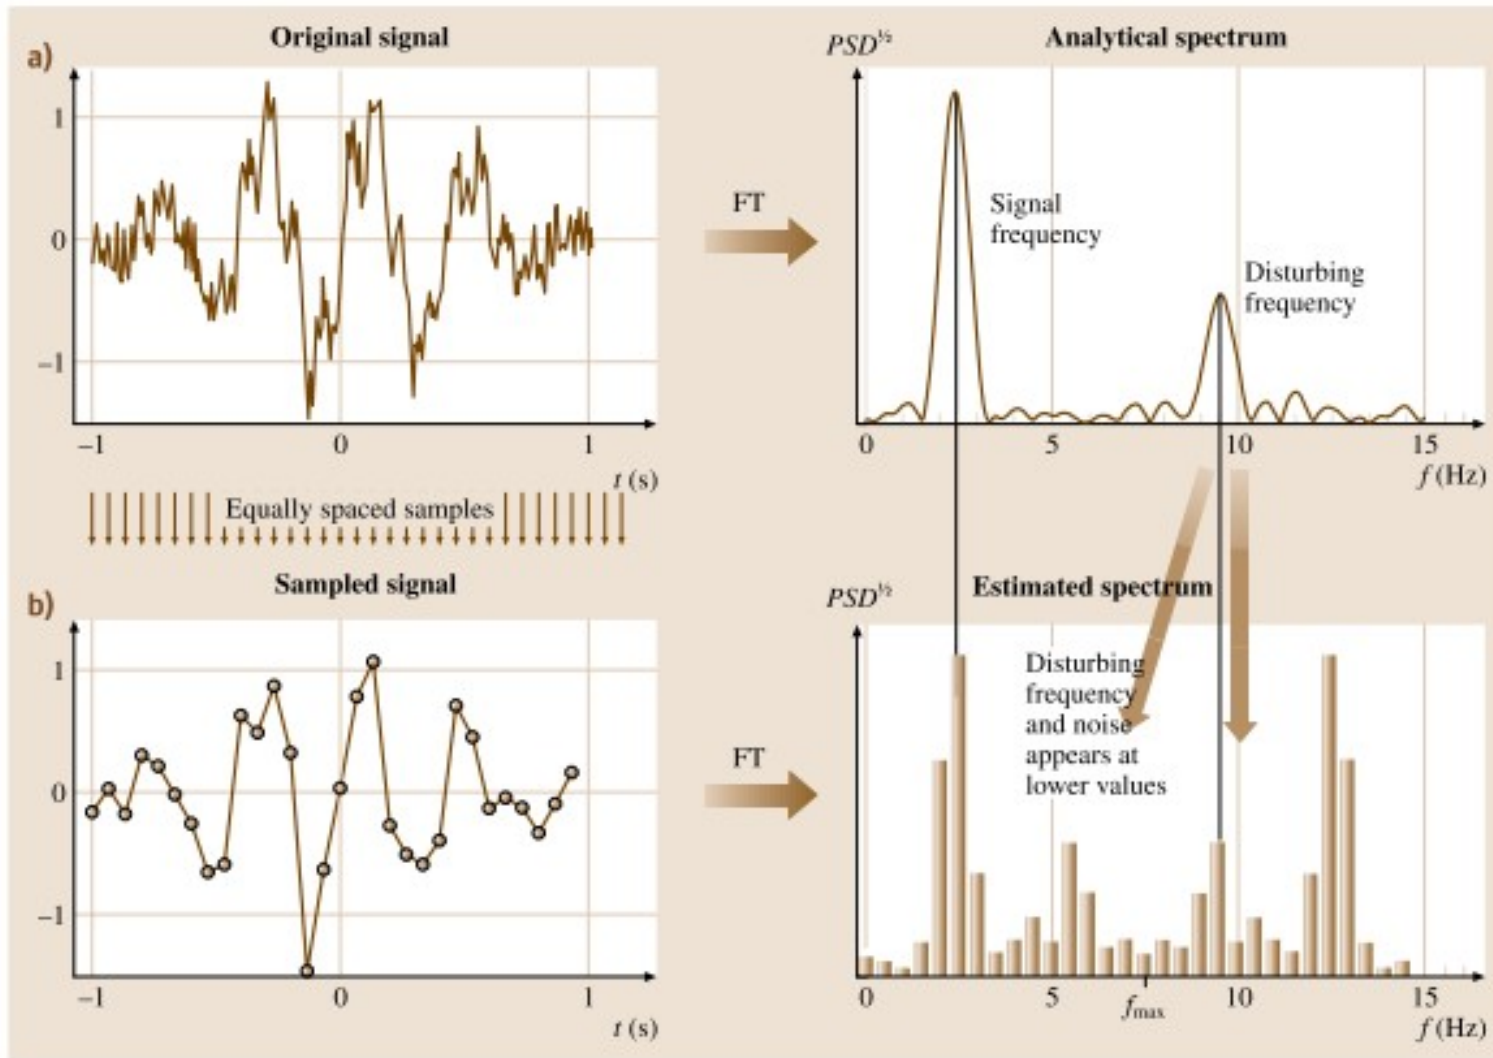 Original signal
a)
1
0
−1
−1 0 1
t (s)
FT
PSD½
Analytical spectrum
Signal
frequency
Disturbing
frequency
0 5 10 15
f (Hz)
Equally spaced samples
Sampled signal
b)
1
0
−1
−1 0 1
t (s)
FT
PSD½
Estimated spectrum
Disturbing
frequency
and noise
appears at
lower values
0 5 10 15
fmax
f (Hz)